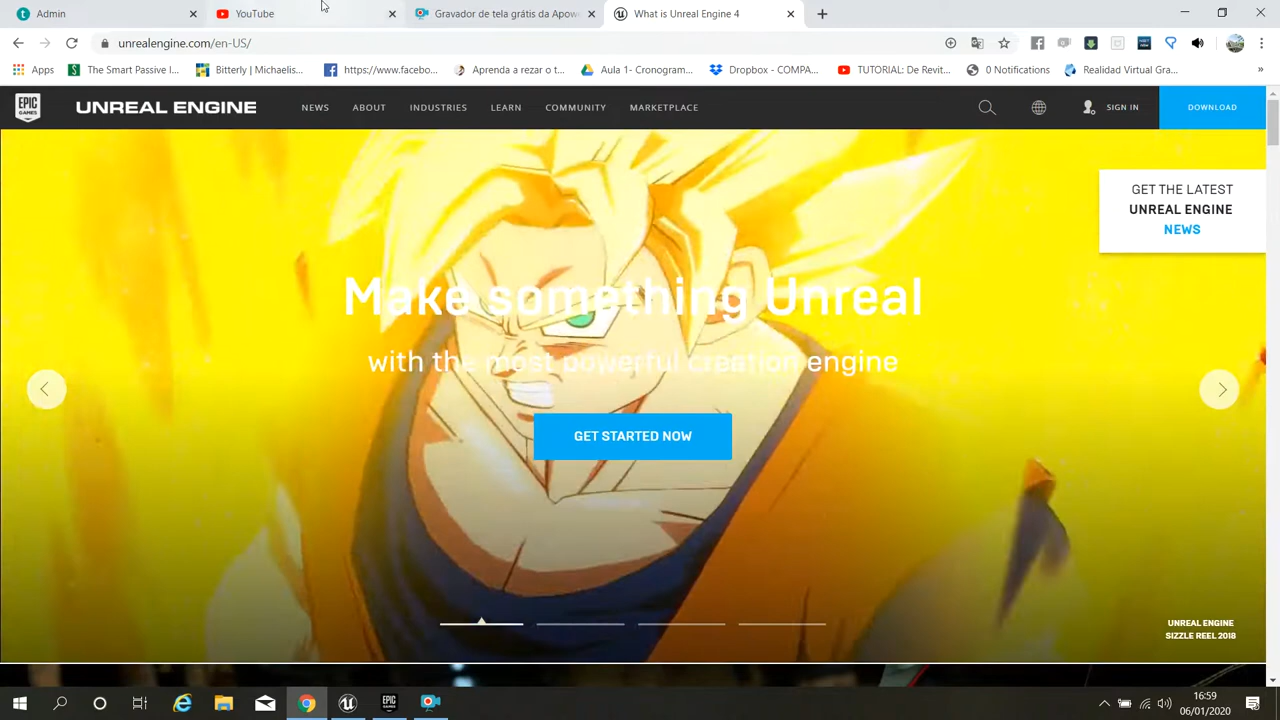 Admin
YouTube
Gravador de tela grátis da Apowe
What is Unreal Engine 4
unrealengine.com/en-US/
Apps
The Smart Passive I...
Bitterly | Michaelis...
https://www.facebo...
Aprenda a rezar o t...
Aula 1- Cronogram...
Dropbox - COMPA...
TUTORIAL: De Revit...
0 Notifications
Realidad Virtual Gra...
»
EPIC GAMES
UNREAL ENGINE
NEWS
ABOUT
INDUSTRIES
LEARN
COMMUNITY
MARKETPLACE
SIGN IN
DOWNLOAD
GET THE LATEST
UNREAL ENGINE
NEWS
Make something Unreal
with the most powerful creation engine
GET STARTED NOW
UNREAL ENGINE
SIZZLE REEL 2018
EPIC
16:59
06/01/2020